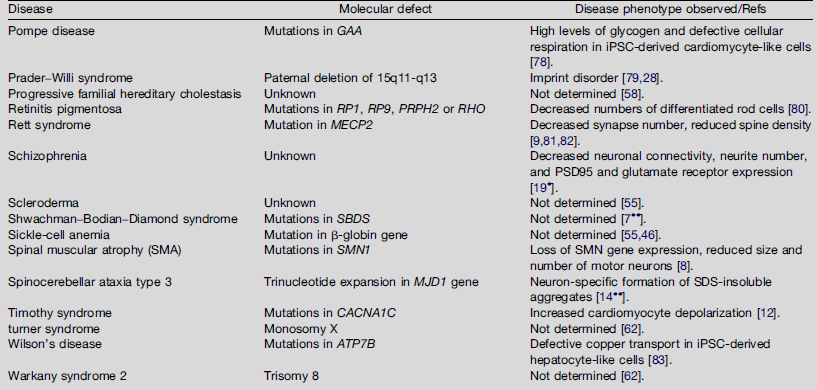 Disease Molecular defect Disease phenotype observed/Refs
Pompe disease Mutations in GAA High levels of glycogen and defective cellular
respiration in iPSC-derived cardiomycyte-like cells
[78].
Prader–Willi syndrome Paternal deletion of 15q11-q13 Imprint disorder [79,28].
Progressive familial hereditary cholestasis Unknown Not determined [58].
Retinitis pigmentosa Mutations in RP1, RP9, PRPH2 or RHO Decreased numbers of differentiated rod cells [80].
Rett syndrome Mutation in MECP2 Decreased synapse number, reduced spine density
[9,81,82].
Schizophrenia Unknown Decreased neuronal connectivity, neurite number,
and PSD95 and glutamate receptor expression
[19•].
Scleroderma Unknown Not determined [55].
Shwachman–Bodian–Diamond syndrome Mutations in SBDS Not determined [7••].
Sickle-cell anemia Mutation in β-globin gene Not determined [55,46].
Spinal muscular atrophy (SMA) Mutations in SMN1 Loss of SMN gene expression, reduced size and
number of motor neurons [8].
Spinocerebellar ataxia type 3 Trinucleotide expansion in MJD1 gene Neuron-specific formation of SDS-insoluble
aggregates [14••].
Timothy syndrome Mutations in CACNA1C Increased cardiomyocyte depolarization [12].
turner syndrome Monosomy X Not determined [62].
Wilson's disease Mutations in ATP7B Defective copper transport in iPSC-derived
hepatocyte-like cells [83].
Warkany syndrome 2 Trisomy 8 Not determined [62].